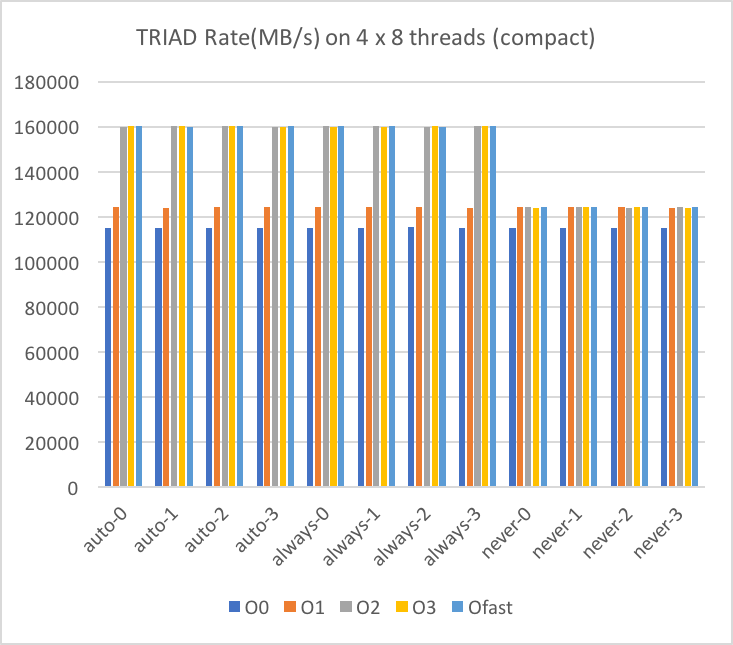 TRIAD Rate(MB/s) on 4 x 8 threads (compact)
180000
160000
140000
120000
100000
80000
60000
40000
20000
0
auto-0
auto-1
auto-2
auto-3
always-0
always-1
always-2
always-3
never-0
never-1
never-2
never-3
O0 O1 O2 O3 Ofast